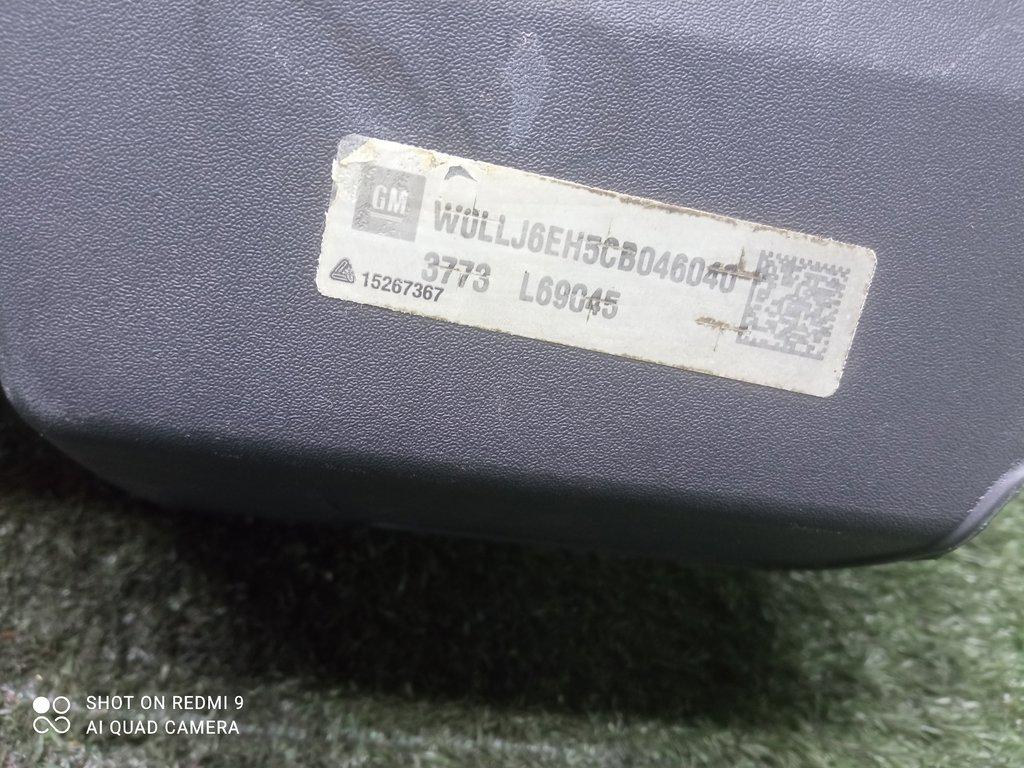 GM
W0LLJ6EH5CB046040
3773 L69045
15267367
SHOT ON REDMI 9
AI QUAD CAMERA